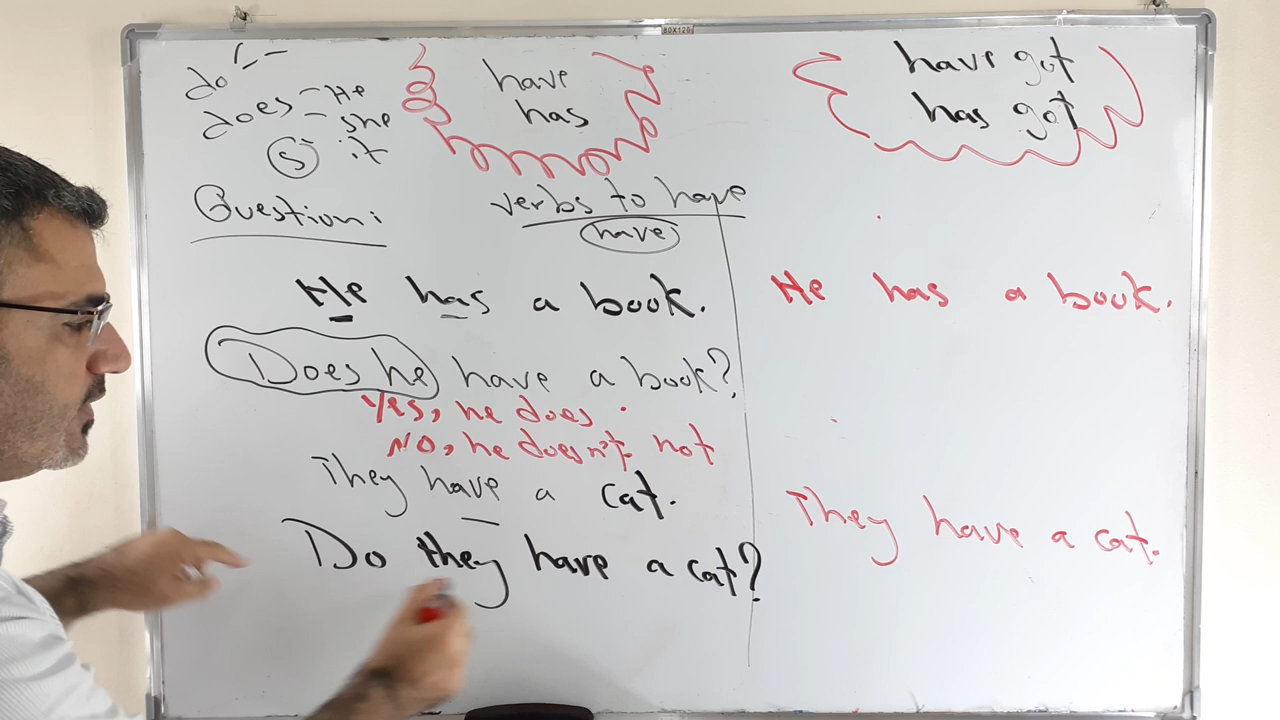 80X120
do
does - He
- she
(s) it
have
has
have got
has got
Question:
verbs to have
have
He has a book.
Does he have a book?
Yes, he does.
No, he doesn't. not
They have a cat.
Do they have a cat?
He has a book.
They have a cat.